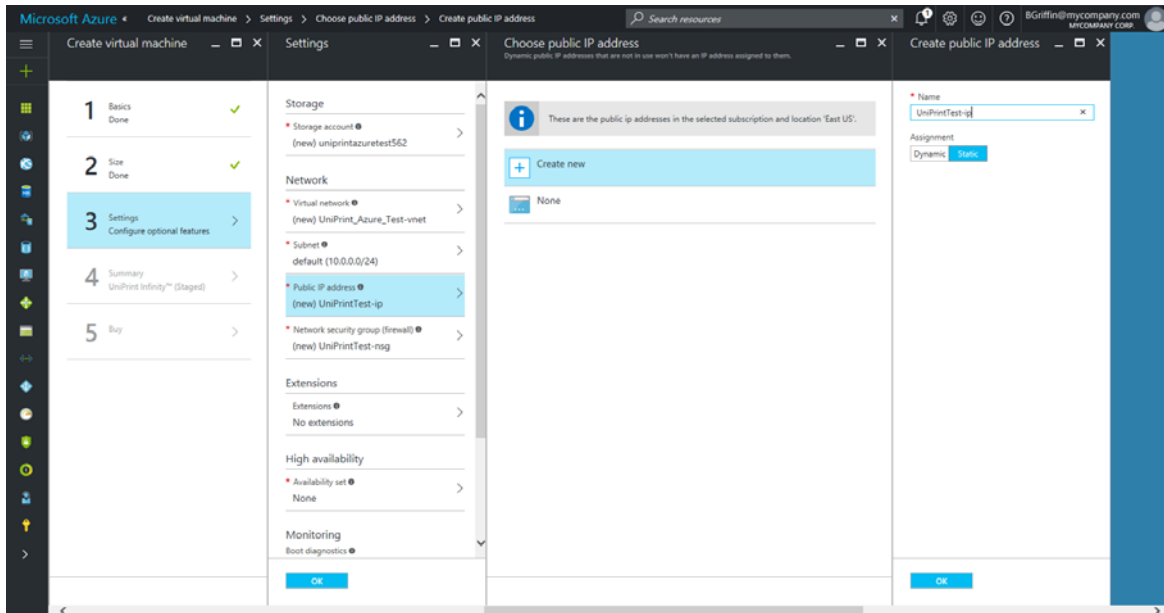 Microsoft Azure Create virtual machine > Settings > Choose public IP address > Create public IP address
Search resources
1
BGriffin@mycompany.com
MYCOMPANY CORP.
Create virtual machine
1 Basics
Done
2 Size
Done
3 Settings
Configure optional features
4 Summary
UniPrint Infinity™ (Staged)
5 Buy
Settings
Storage
* Storage account
(new) uniprintazuretest562
Network
* Virtual network
(new) UniPrint_Azure_Test-vnet
* Subnet
default (10.0.0.0/24)
* Public IP address
(new) UniPrintTest-ip
* Network security group (firewall)
(new) UniPrintTest-nsg
Extensions
Extensions
No extensions
High availability
* Availability set
None
Monitoring
Boot diagnostics
OK
Choose public IP address
Dynamic public IP addresses that are not in use won't have an IP address assigned to them.
These are the public ip addresses in the selected subscription and location 'East US'.
Create new
None
Create public IP address
* Name
UniPrintTest-ip
Assignment
Dynamic Static
OK